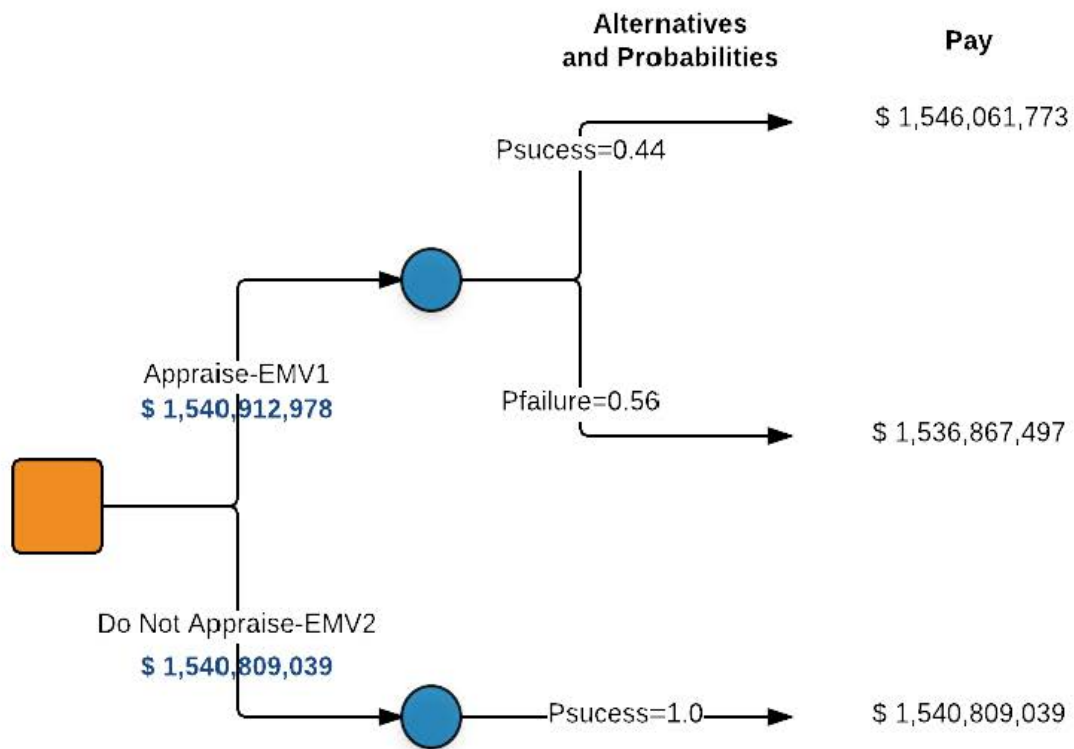 Alternatives
and Probabilities
Pay
$ 1,546,061,773
Psucess=0.44
Appraise-EMV1
$ 1,540,912,978
Pfailure=0.56
$ 1,536,867,497
Do Not Appraise-EMV2
$ 1,540,809,039
Psucess=1.0
$ 1,540,809,039